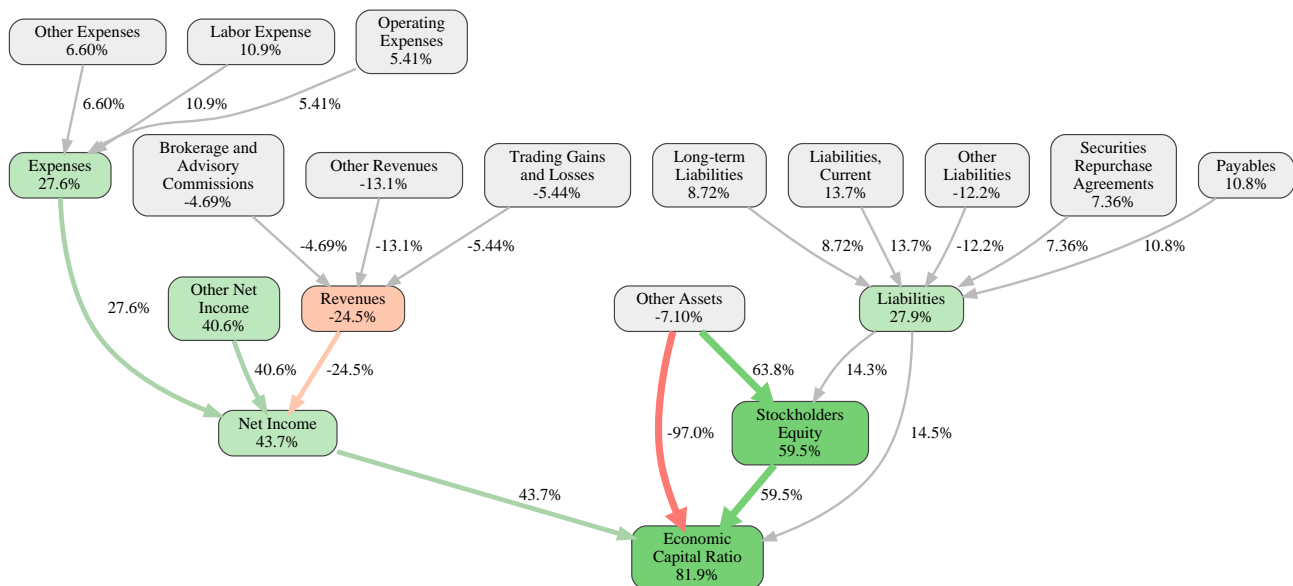 Other Expenses
6.60%
Labor Expense
10.9%
Operating
Expenses
5.41%
6.60%
10.9%
5.41%
Expenses
27.6%
Brokerage and
Advisory
Commissions
-4.69%
Other Revenues
-13.1%
Trading Gains
and Losses
-5.44%
Long-term
Liabilities
8.72%
Liabilities,
Current
13.7%
Other
Liabilities
-12.2%
Securities
Repurchase
Agreements
7.36%
Payables
10.8%
-4.69%
-13.1%
-5.44%
8.72%
13.7%
-12.2%
7.36%
10.8%
27.6%
Other Net
Income
40.6%
Revenues
-24.5%
Other Assets
-7.10%
Liabilities
27.9%
40.6%
-24.5%
63.8%
14.3%
Net Income
43.7%
-97.0%
Stockholders
Equity
59.5%
14.5%
43.7%
59.5%
Economic
Capital Ratio
81.9%